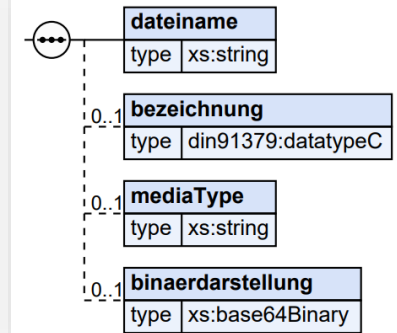 dateiname
type xs:string
0..1 bezeichnung
type din91379:datatypeC
0..1 mediaType
type xs:string
0..1 binaerdarstellung
type xs:base64Binary